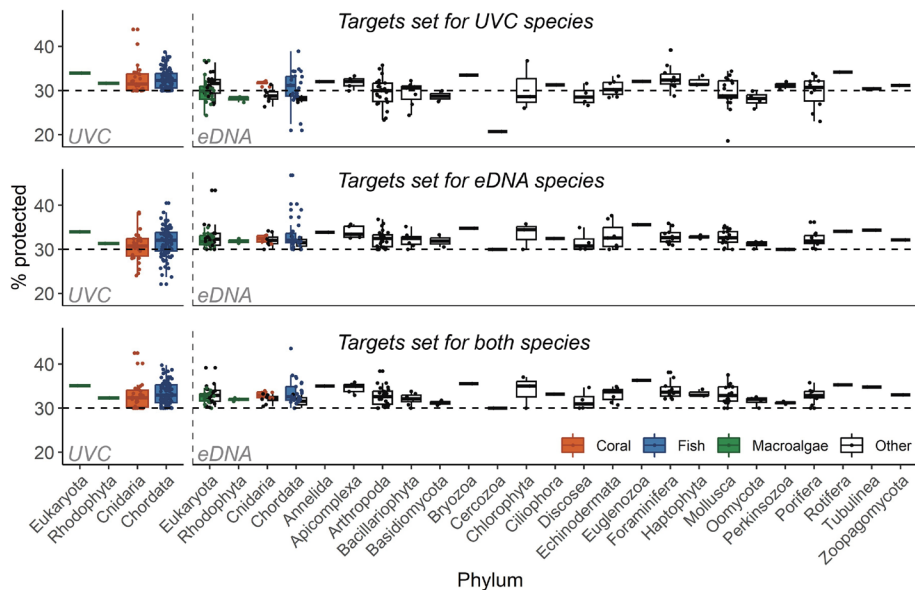 Targets set for UVC species
40
30
20
UVC
eDNA
Targets set for eDNA species
40
30
20
UVC
eDNA
% protected
Targets set for both species
40
30
20
UVC
eDNA
Coral Fish Macroalgae Other
Eukaryota
Rhodophyta
Cnidaria
Chordata
Eukaryota
Rhodophyta
Cnidaria
Chordata
Annelida
Apicomplexa
Arthropoda
Bacillariophyta
Basidiomycota
Bryozoa
Cercozoa
Chlorophyta
Ciliophora
Discosea
Echinodermata
Euglenozoa
Foraminifera
Haptophyta
Mollusca
Oomycota
Perkinsozoa
Porifera
Rotifera
Tubulinea
Zoopagomycota
Phylum